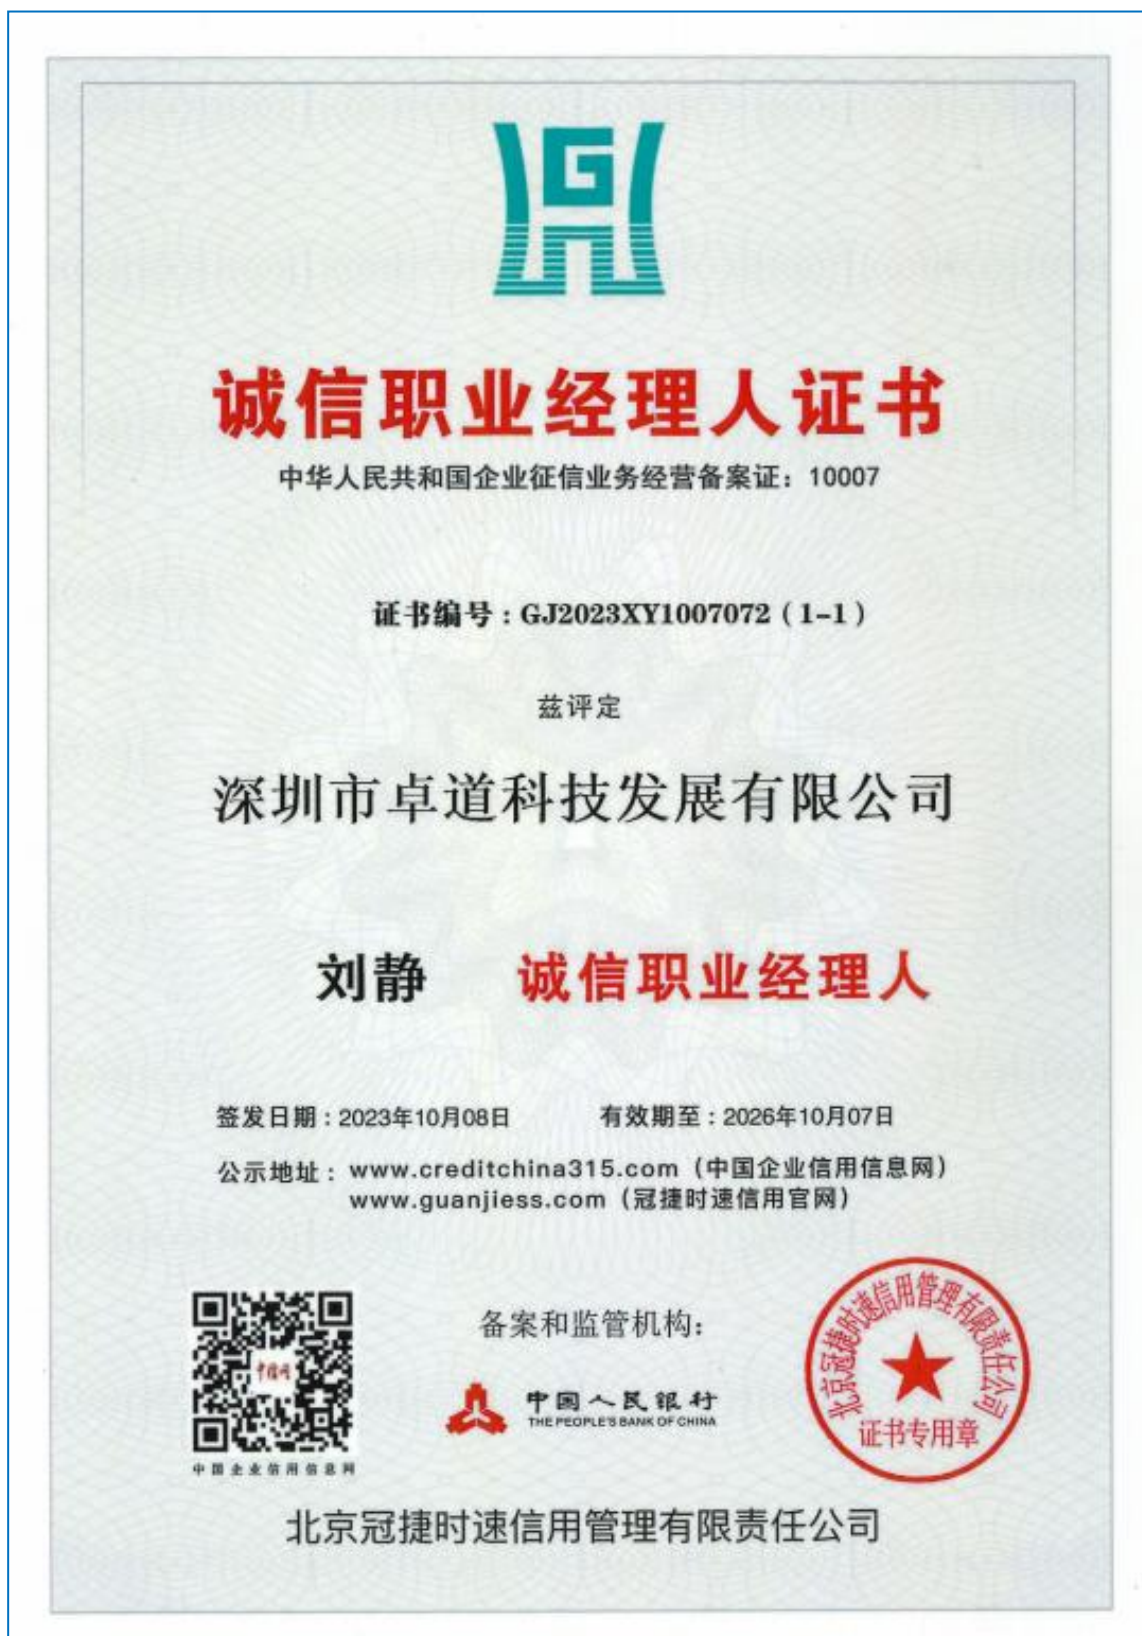 诚信职业经理人证书
中华人民共和国企业征信业务经营备案证：10007
证书编号：GJ2023XY1007072（1-1）
兹评定
深圳市卓道科技发展有限公司
刘静 诚信职业经理人
签发日期：2023年10月08日 有效期至：2026年10月07日
公示地址：www.creditchina315.com（中国企业信用信息网）
www.guanjiess.com（冠捷时速信用官网）
备案和监管机构：
中国人民银行
THE PEOPLE'S BANK OF CHINA
中信网
中国企业信用信息网
北京冠捷时速信用管理有限责任公司
证书专用章
北京冠捷时速信用管理有限责任公司